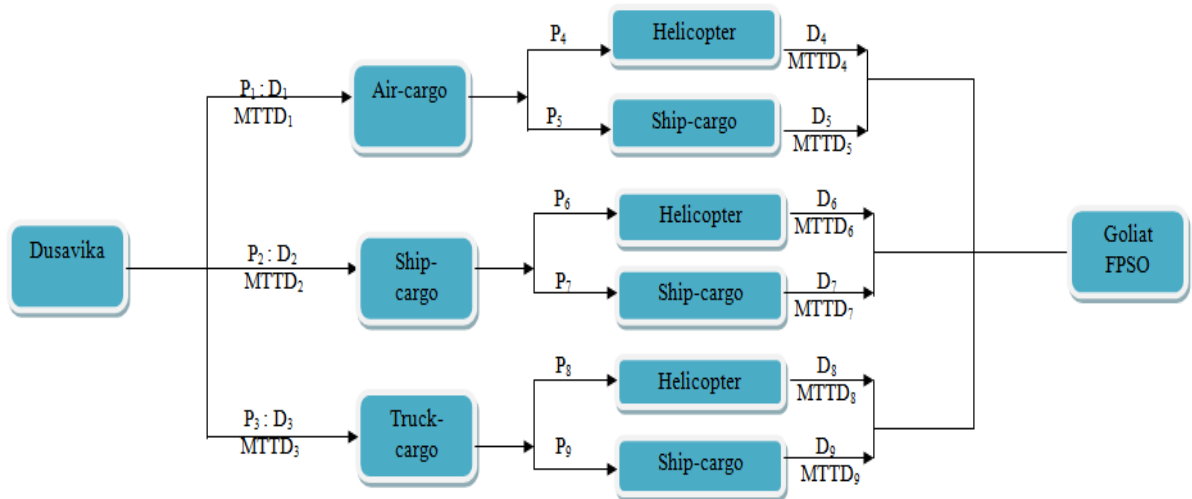 Dusavika
P₁ : D₁
MTTD₁
Air-cargo
P₄
Helicopter
D₄
MTTD₄
P₅
Ship-cargo
D₅
MTTD₅
P₂ : D₂
MTTD₂
Ship-
cargo
P₆
Helicopter
D₆
MTTD₆
P₇
Ship-cargo
D₇
MTTD₇
P₃ : D₃
MTTD₃
Truck-
cargo
P₈
Helicopter
D₈
MTTD₈
P₉
Ship-cargo
D₉
MTTD₉
Goliat
FPSO